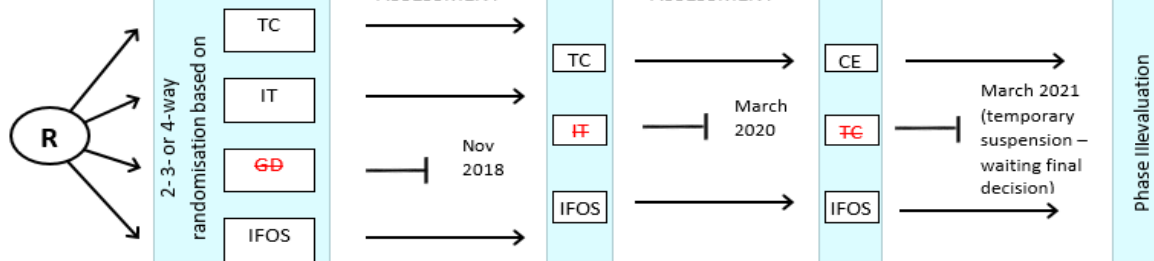 R
2- 3- or 4-way
randomisation based on
TC
IT
GD
IFOS
Nov
2018
TC
IT
IFOS
March
2020
CE
TC
IFOS
March 2021
(temporary
suspension –
waiting final
decision)
Phase IIIevaluation